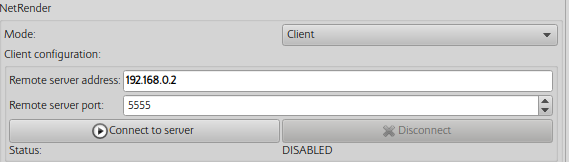 NetRender
Mode: Client
Client configuration:
Remote server address: 192.168.0.2
Remote server port: 5555
Connect to server Disconnect
Status: DISABLED